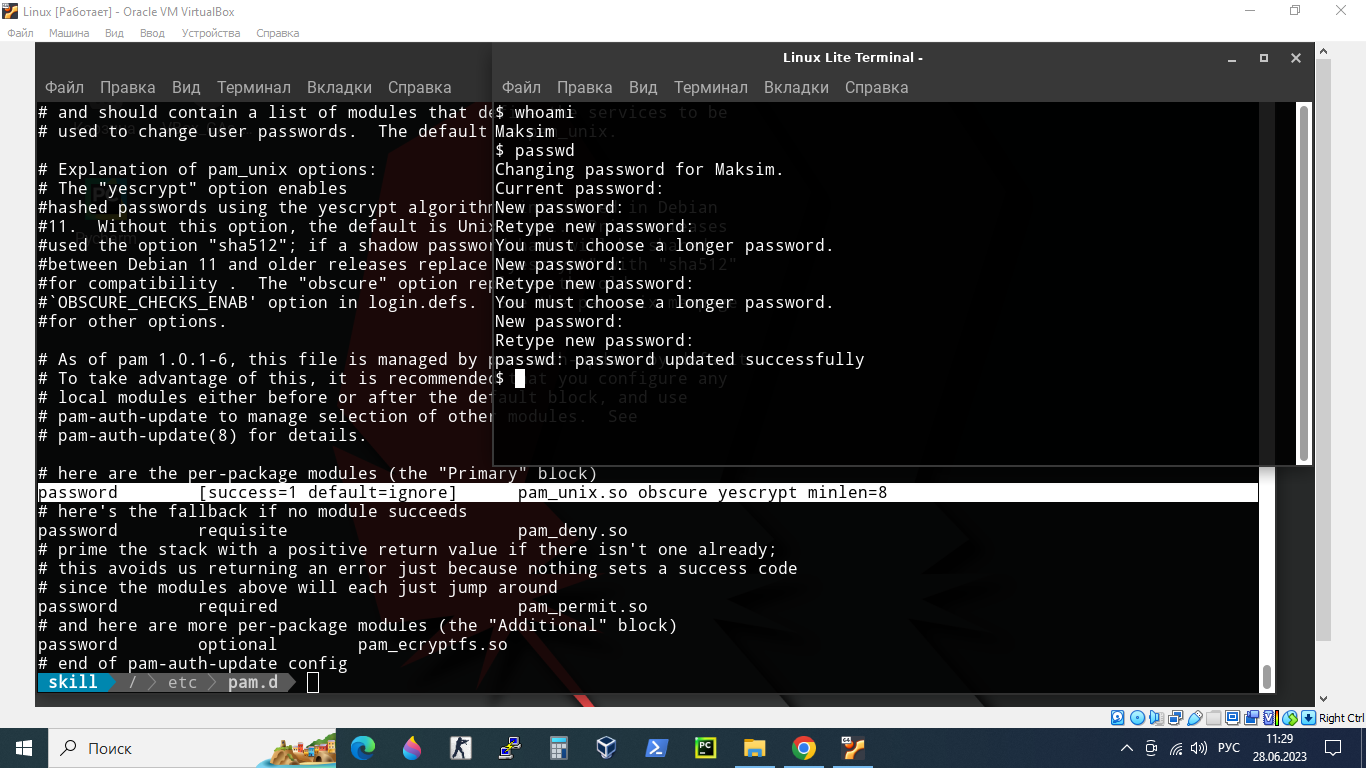 Linux [Работает] - Oracle VM VirtualBox
Файл Машина Вид Ввод Устройства Справка
Файл Правка Вид Терминал Вкладки Справка
# and should contain a list of modules that de
# used to change user passwords.  The default
# Explanation of pam_unix options:
# The "yescrypt" option enables
#hashed passwords using the yescrypt algorithm
#11.  Without this option, the default is Unix
#used the option "sha512"; if a shadow passwor
#between Debian 11 and older releases replace
#for compatibility .  The "obscure" option rep
#`OBSCURE_CHECKS_ENAB' option in login.defs.
#for other options.
# As of pam 1.0.1-6, this file is managed by p
# To take advantage of this, it is recommended that you configure any
# local modules either before or after the default block, and use
# pam-auth-update to manage selection of other modules.  See
# pam-auth-update(8) for details.
# here are the per-package modules (the "Primary" block)
password        [success=1 default=ignore]      pam_unix.so obscure yescrypt minlen=8
# here's the fallback if no module succeeds
password        requisite                       pam_deny.so
# prime the stack with a positive return value if there isn't one already;
# this avoids us returning an error just because nothing sets a success code
# since the modules above will each just jump around
password        required                        pam_permit.so
# and here are more per-package modules (the "Additional" block)
password        optional        pam_ecryptfs.so
# end of pam-auth-update config
skill / etc pam.d
Linux Lite Terminal -
Файл Правка Вид Терминал Вкладки Справка
$ whoami
Maksim
$ passwd
Changing password for Maksim.
Current password:
New password:
Retype new password:
You must choose a longer password.
New password:
Retype new password:
You must choose a longer password.
New password:
Retype new password:
passwd: password updated successfully
$
Right Ctrl
Поиск
РУС
11:29
28.06.2023